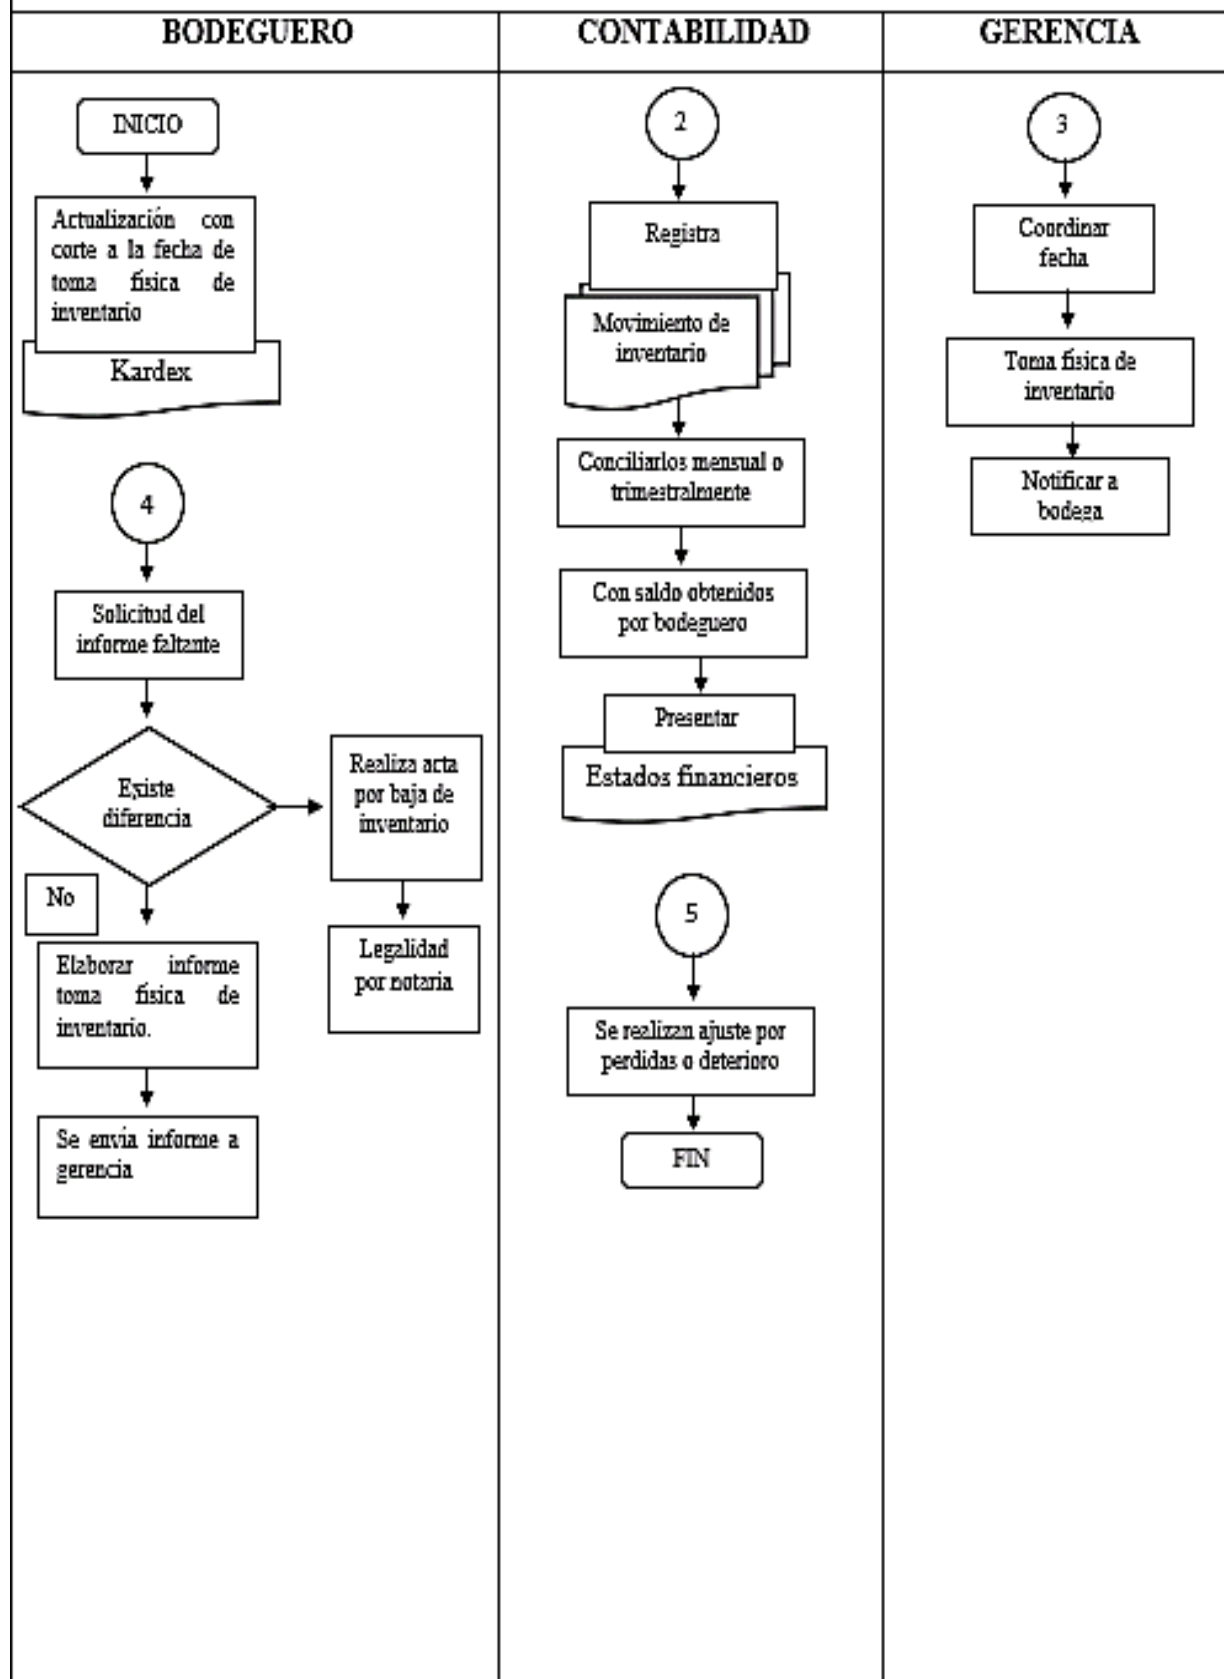 BODEGUERO
CONTABILIDAD
GERENCIA
INICIO
Actualización con
corte a la fecha de
toma física de
inventario
Kardex
4
Solicitud del
informe faltante
Existe
diferencia
Realiza acta
por baja de
inventario
Legalidad
por notaria
No
Elaborar informe
toma física de
inventario.
Se envía informe a
gerencia
2
Registra
Movimiento de
inventario
Conciliarlos mensual o
trimestralmente
Con saldo obtenidos
por bodeguero
Presentar
Estados financieros
5
Se realizan ajuste por
perdidas o deterioro
FIN
3
Coordinar
fecha
Toma física de
inventario
Notificar a
bodega